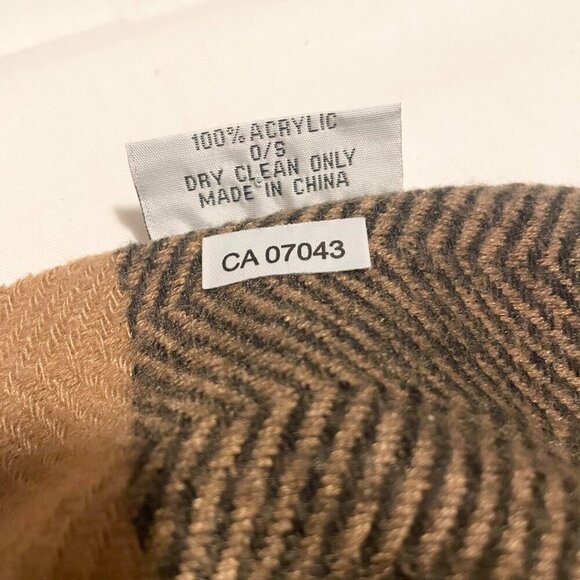 100% ACRYLIC
O/S
DRY CLEAN ONLY
MADE IN CHINA
CA 07043